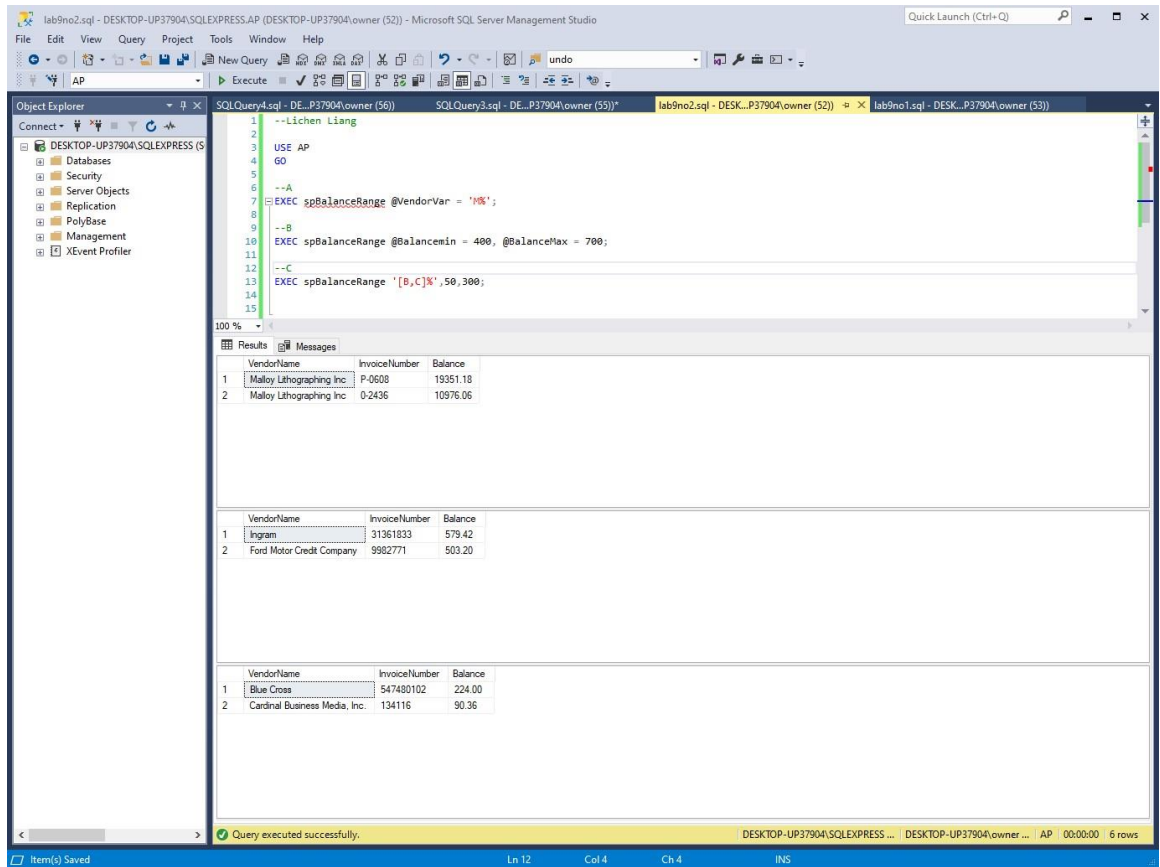 lab9no2.sql - DESKTOP-UP37904\SQLEXPRESS.AP (DESKTOP-UP37904\owner (52)) - Microsoft SQL Server Management Studio
Quick Launch (Ctrl+Q)
File Edit View Query Project Tools Window Help
New Query MDX DMX XMLA DAX undo
AP Execute
Object Explorer
SQLQuery4.sql - DE...P37904\owner (56)) SQLQuery3.sql - DE...P37904\owner (55))* lab9no2.sql - DESK...P37904\owner (52)) lab9no1.sql - DESK...P37904\owner (53))
Connect
DESKTOP-UP37904\SQLEXPRESS (S
Databases
Security
Server Objects
Replication
PolyBase
Management
XEvent Profiler
1 --Lichen Liang
2
3 USE AP
4 GO
5
6 --A
7 EXEC spBalanceRange @VendorVar = 'M%';
8
9 --B
10 EXEC spBalanceRange @Balancemin = 400, @BalanceMax = 700;
11
12 --C
13 EXEC spBalanceRange '[B,C]%',50,300;
14
15
100 %
Results Messages
VendorName InvoiceNumber Balance
1 Malloy Lithographing Inc P-0608 19351.18
2 Malloy Lithographing Inc 0-2436 10976.06
VendorName InvoiceNumber Balance
1 Ingram 31361833 579.42
2 Ford Motor Credit Company 9982771 503.20
VendorName InvoiceNumber Balance
1 Blue Cross 547480102 224.00
2 Cardinal Business Media, Inc. 134116 90.36
Query executed successfully. DESKTOP-UP37904\SQLEXPRESS ... DESKTOP-UP37904\owner ... AP 00:00:00 6 rows
Item(s) Saved Ln 12 Col 4 Ch 4 INS